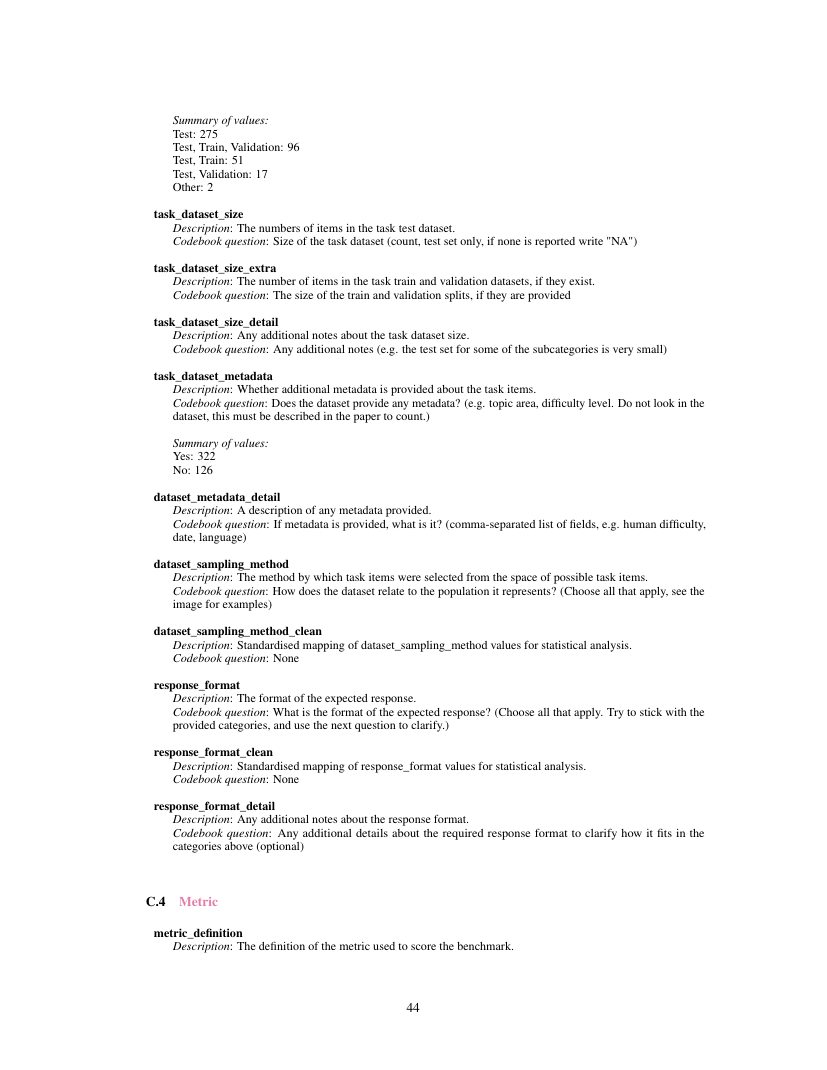 Summary of values:
Test: 275
Test, Train, Validation: 96
Test, Train: 51
Test, Validation: 17
Other: 2
task_dataset_size
Description: The numbers of items in the task test dataset.
Codebook question: Size of the task dataset (count, test set only, if none is reported write "NA")
task_dataset_size_extra
Description: The number of items in the task train and validation datasets, if they exist.
Codebook question: The size of the train and validation splits, if they are provided
task_dataset_size_detail
Description: Any additional notes about the task dataset size.
Codebook question: Any additional notes (e.g. the test set for some of the subcategories is very small)
task_dataset_metadata
Description: Whether additional metadata is provided about the task items.
Codebook question: Does the dataset provide any metadata? (e.g. topic area, difficulty level. Do not look in the
dataset, this must be described in the paper to count.)
Summary of values:
Yes: 322
No: 126
dataset_metadata_detail
Description: A description of any metadata provided.
Codebook question: If metadata is provided, what is it? (comma-separated list of fields, e.g. human difficulty,
date, language)
dataset_sampling_method
Description: The method by which task items were selected from the space of possible task items.
Codebook question: How does the dataset relate to the population it represents? (Choose all that apply, see the
image for examples)
dataset_sampling_method_clean
Description: Standardised mapping of dataset_sampling_method values for statistical analysis.
Codebook question: None
response_format
Description: The format of the expected response.
Codebook question: What is the format of the expected response? (Choose all that apply. Try to stick with the
provided categories, and use the next question to clarify.)
response_format_clean
Description: Standardised mapping of response_format values for statistical analysis.
Codebook question: None
response_format_detail
Description: Any additional notes about the response format.
Codebook question: Any additional details about the required response format to clarify how it fits in the
categories above (optional)
C.4 Metric
metric_definition
Description: The definition of the metric used to score the benchmark.
44